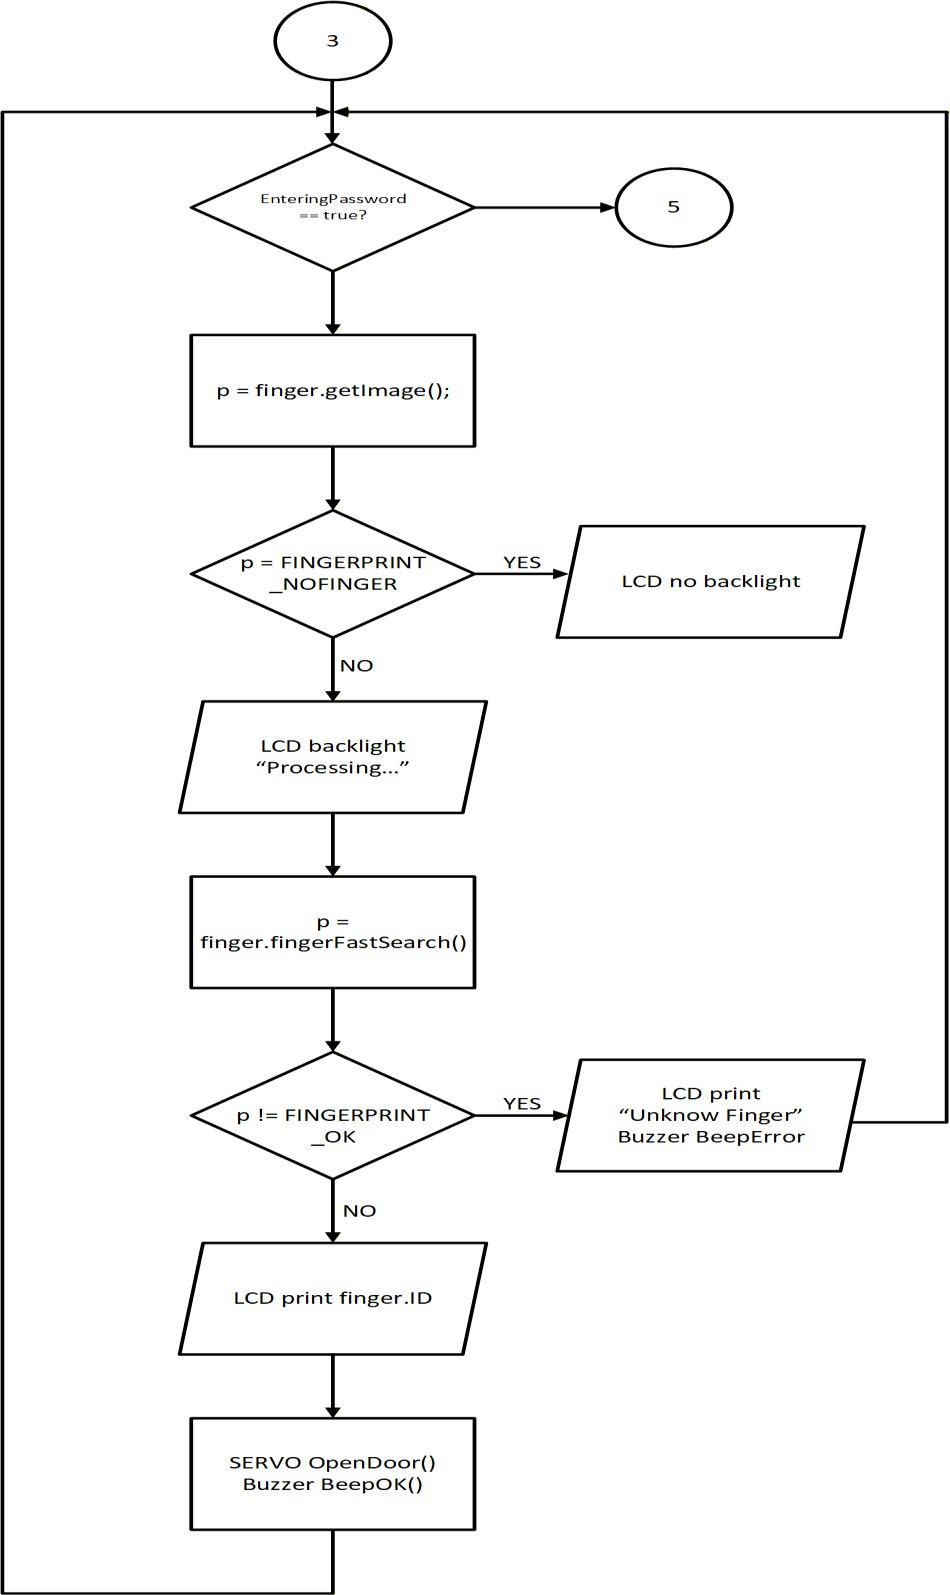 3
EnteringPassword
== true?
5
p = finger.getImage();
p = FINGERPRINT
_NOFINGER
YES
LCD no backlight
NO
LCD backlight
“Processing...”
p =
finger.fingerFastSearch()
p != FINGERPRINT
_OK
YES
LCD print
“Unknow Finger”
Buzzer BeepError
NO
LCD print finger.ID
SERVO OpenDoor()
Buzzer BeepOK()